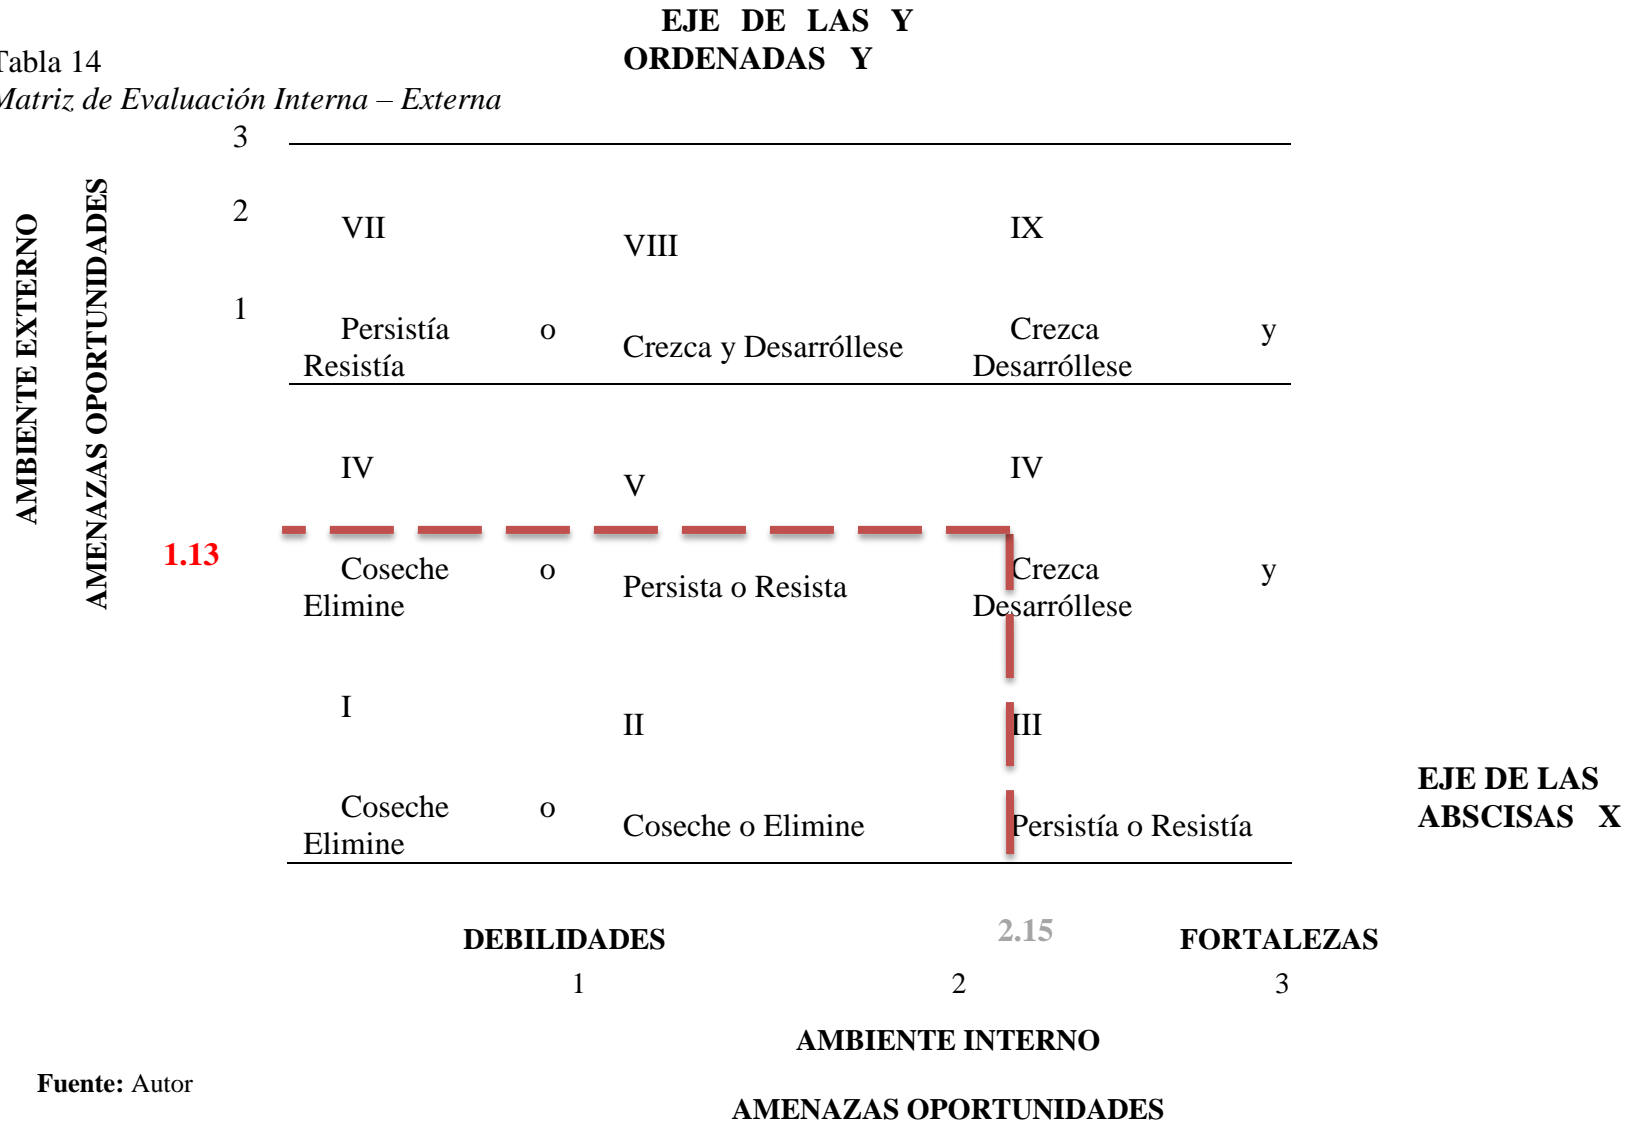 EJE DE LAS Y
ORDENADAS Y
Tabla 14
Matriz de Evaluación Interna – Externa
AMBIENTE EXTERNO
AMENAZAS OPORTUNIDADES
3
2
1
1.13
VII
VIII
IX
Persistía o
Resistía
Crezca y Desarróllese
Crezca y
Desarróllese
IV
V
IV
Coseche o
Elimine
Persista o Resista
Crezca y
Desarróllese
I
II
III
Coseche o
Elimine
Coseche o Elimine
Persistía o Resistía
EJE DE LAS
ABSCISAS X
DEBILIDADES
2.15
FORTALEZAS
1 2 3
AMBIENTE INTERNO
Fuente: Autor
AMENAZAS OPORTUNIDADES